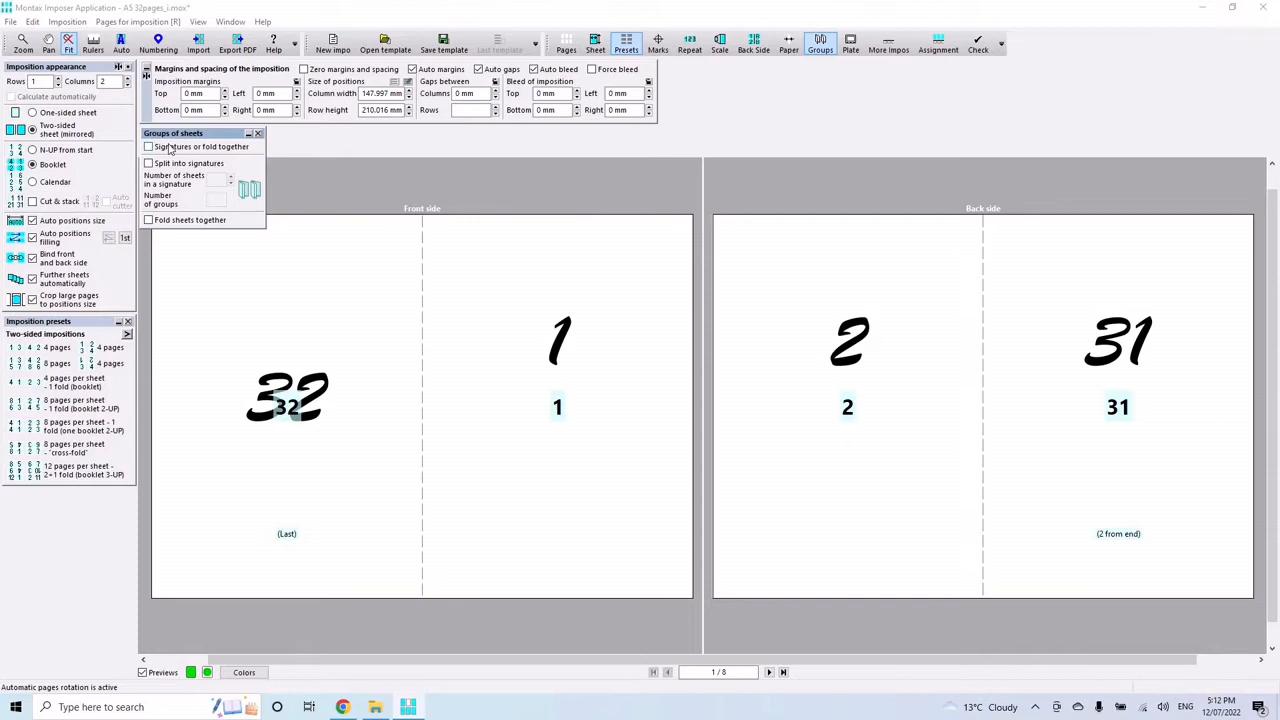 Montax Imposer Application - A5 32pages_i.mox*
File Edit Imposition Pages for imposition [R] View Window Help
Zoom Pan Fit Rulers Auto Numbering Import Export PDF Help New impo Open template Save template Last template Pages Sheet Presets Marks Repeat Scale Back Side Paper Groups Plate More Impos Assignment Check
Imposition appearance
Rows 1 Columns 2
Calculate automatically
One-sided sheet
Two-sided
sheet (mirrored)
N-UP from start
Booklet
Calendar
Cut & stack
Auto
cutter
Auto positions size
Auto positions
filling
1st
Bind front
and back side
Further sheets
automatically
Crop large pages
to positions size
Margins and spacing of the imposition Zero margins and spacing Auto margins Auto gaps Auto bleed Force bleed
Imposition margins Size of positions Gaps between Bleed of imposition
Top 0 mm Left 0 mm Column width 147.997 mm Columns 0 mm Top 0 mm Left 0 mm
Bottom 0 mm Right 0 mm Row height 210.016 mm Rows Bottom 0 mm Right 0 mm
Groups of sheets
Signatures or fold together
Split into signatures
Number of sheets
in a signature
Number
of groups
Fold sheets together
Imposition presets
Two-sided impositions
4 pages 4 pages
8 pages 8 pages
4 pages per sheet
- 1 fold (booklet)
8 pages per sheet
- 1 fold (booklet 2-UP)
8 pages per sheet - 1
fold (one booklet 2-UP)
8 pages per sheet
- "cross-fold"
12 pages per sheet -
2+1 fold (booklet 3-UP)
Front side
32
32
(Last)
1
1
Back side
2
2
31
31
(2 from end)
Previews Colors 1 / 8
Automatic pages rotation is active
Type here to search
13°C Cloudy
ENG
5:12 PM
12/07/2022
2